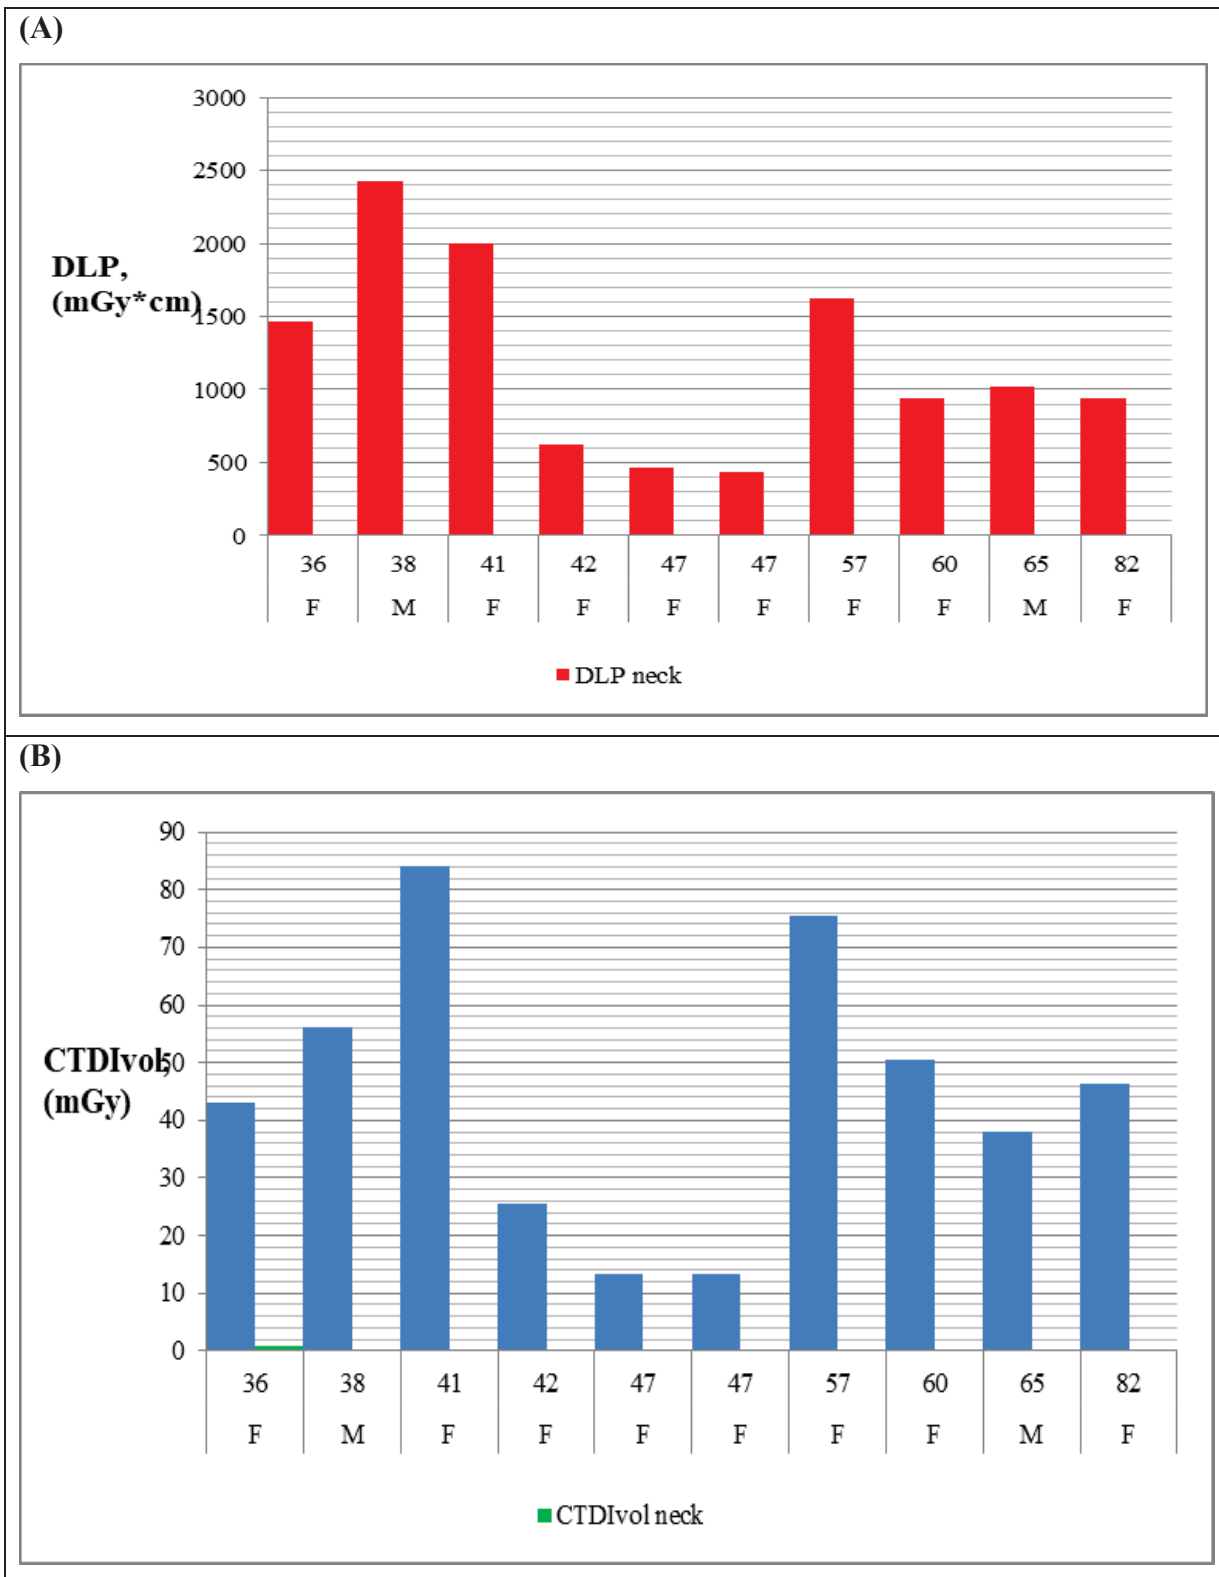 (A)
3000
2500
2000
1500
1000
500
0
DLP,
(mGy*cm)
36 38 41 42 47 47 57 60 65 82
F M F F F F F F M F
DLP neck
(B)
90
80
70
60
50
40
30
20
10
0
CTDIvol,
(mGy)
36 38 41 42 47 47 57 60 65 82
F M F F F F F F M F
CTDIvol neck